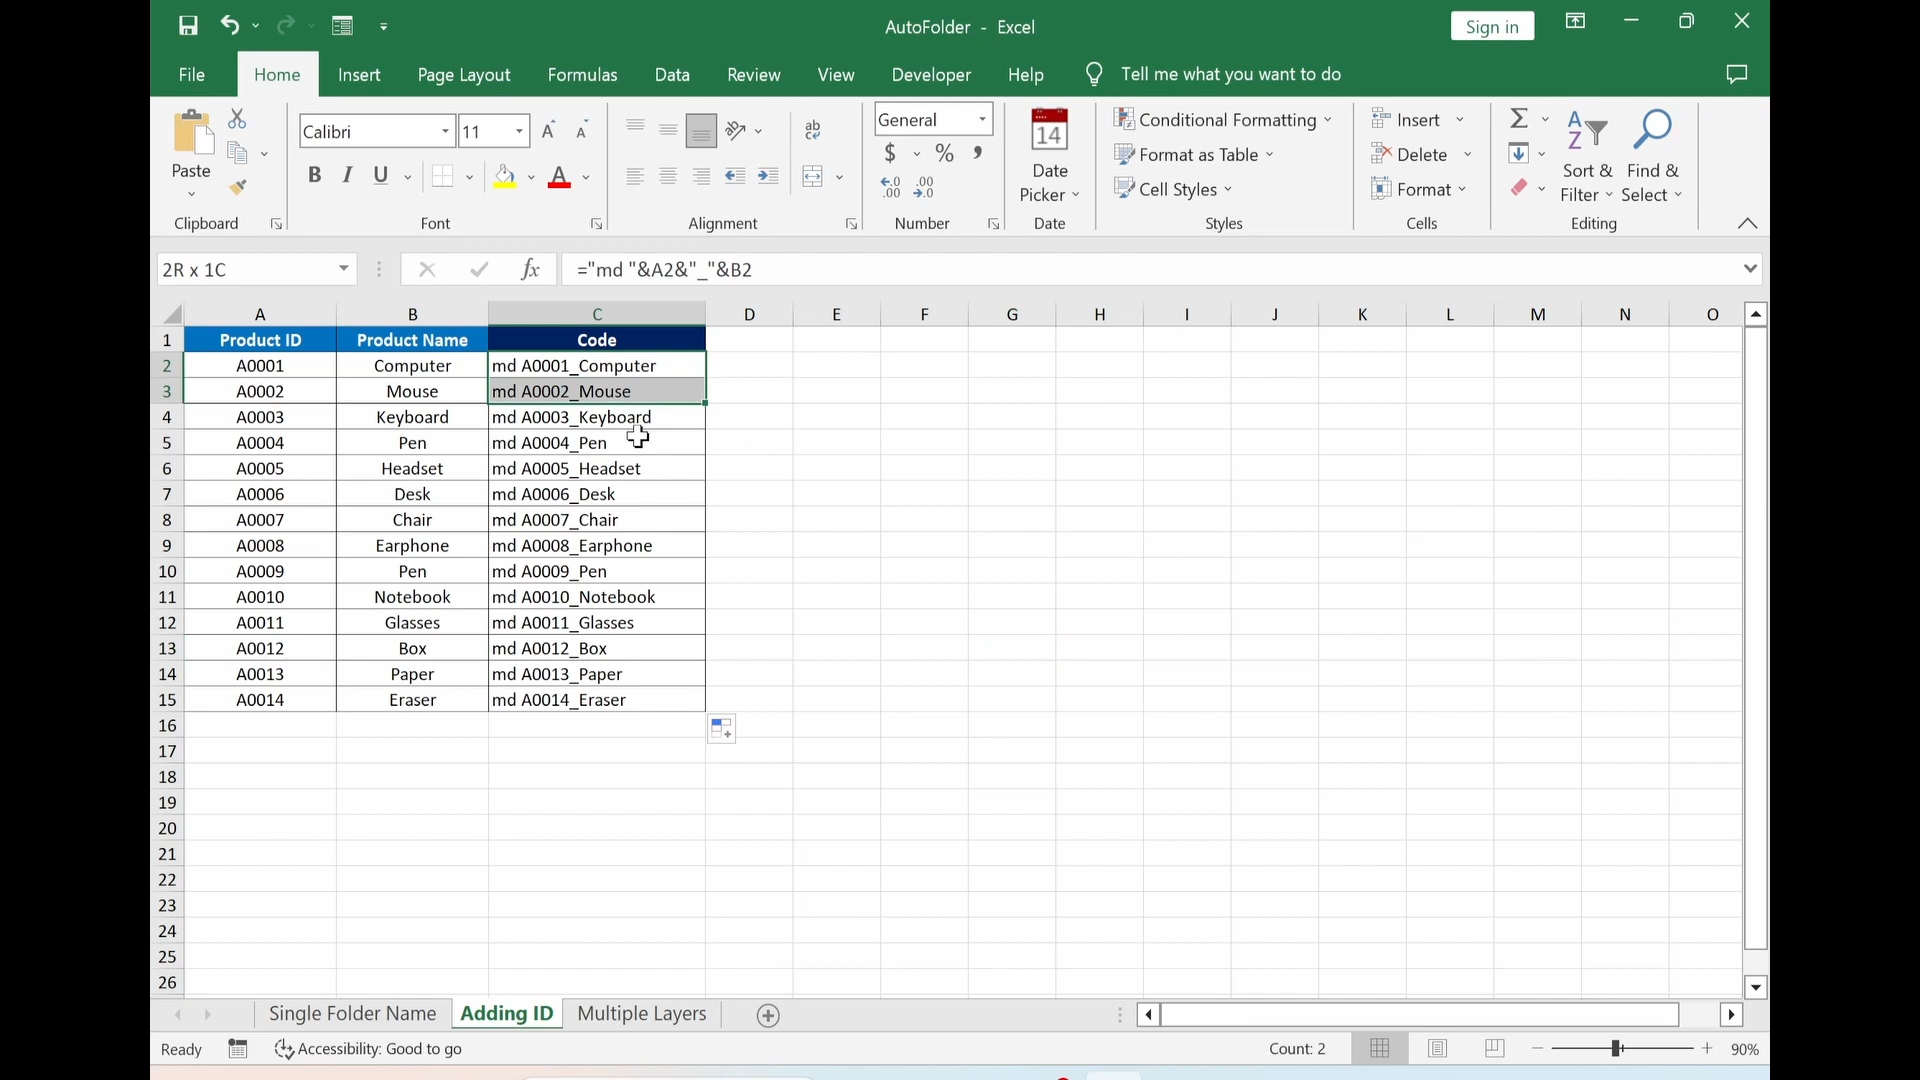 AutoFolder - Excel
Sign in
File Home Insert Page Layout Formulas Data Review View Developer Help Tell me what you want to do
Paste
Clipboard
Calibri 11
B I U A
Font
ab
Alignment
General
$ % ,
Number
14
Date Picker
Date
Conditional Formatting
Format as Table
Cell Styles
Styles
Insert
Delete
Format
Cells
Sort & Filter
Find & Select
Editing
2R x 1C fx ="md "&A2&"_"&B2
A B C D E F G H I J K L M N O
1 Product ID Product Name Code
2 A0001 Computer md A0001_Computer
3 A0002 Mouse md A0002_Mouse
4 A0003 Keyboard md A0003_Keyboard
5 A0004 Pen md A0004_Pen
6 A0005 Headset md A0005_Headset
7 A0006 Desk md A0006_Desk
8 A0007 Chair md A0007_Chair
9 A0008 Earphone md A0008_Earphone
10 A0009 Pen md A0009_Pen
11 A0010 Notebook md A0010_Notebook
12 A0011 Glasses md A0011_Glasses
13 A0012 Box md A0012_Box
14 A0013 Paper md A0013_Paper
15 A0014 Eraser md A0014_Eraser
16
17
18
19
20
21
22
23
24
25
26
Single Folder Name Adding ID Multiple Layers
Ready Accessibility: Good to go Count: 2 90%